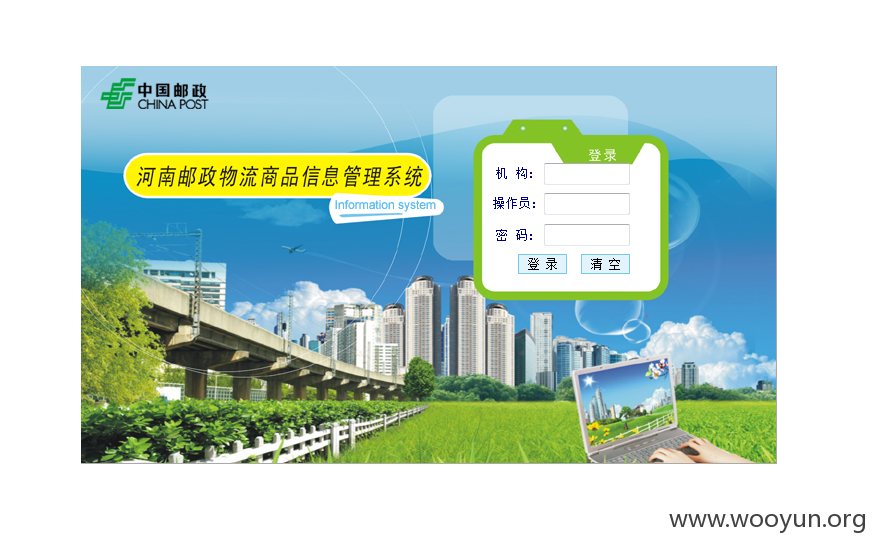 中国邮政
CHINA POST
河南邮政物流商品信息管理系统
Information system
登录
机 构：
操作员：
密 码：
登 录 清 空
www.wooyun.org